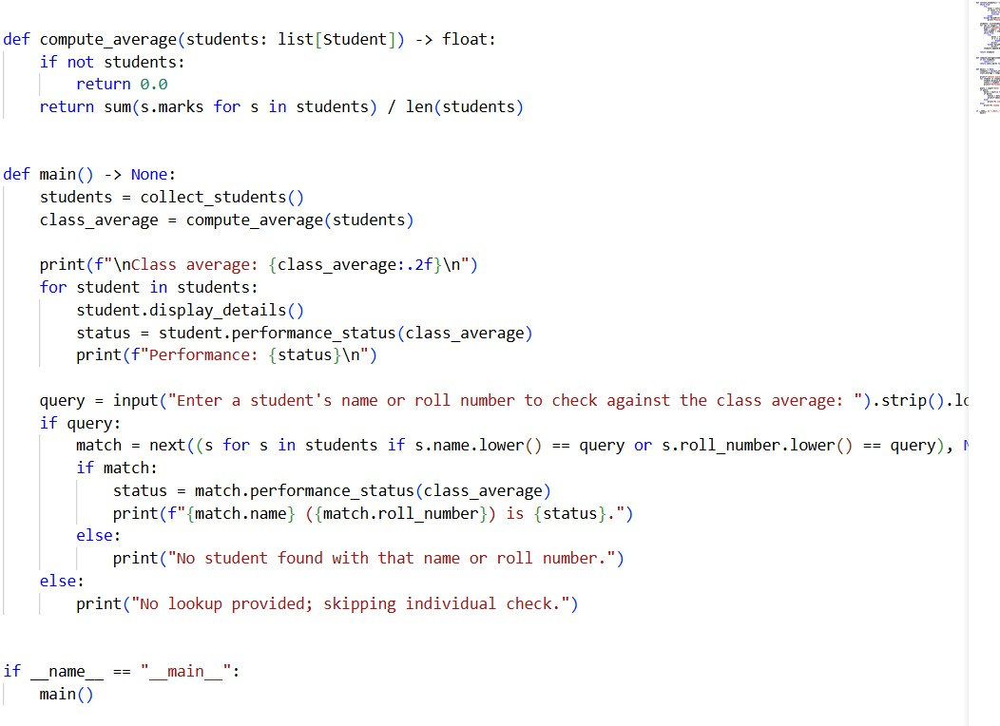 def compute_average(students: list[Student]) -> float:
    if not students:
        return 0.0
    return sum(s.marks for s in students) / len(students)
def main() -> None:
    students = collect_students()
    class_average = compute_average(students)
    print(f"\nClass average: {class_average:.2f}\n")
    for student in students:
        student.display_details()
        status = student.performance_status(class_average)
        print(f"Performance: {status}\n")
    query = input("Enter a student's name or roll number to check against the class average: ").strip().lo
    if query:
        match = next((s for s in students if s.name.lower() == query or s.roll_number.lower() == query), N
        if match:
            status = match.performance_status(class_average)
            print(f"{match.name} ({match.roll_number}) is {status}.")
        else:
            print("No student found with that name or roll number.")
    else:
        print("No lookup provided; skipping individual check.")
if __name__ == "__main__":
    main()